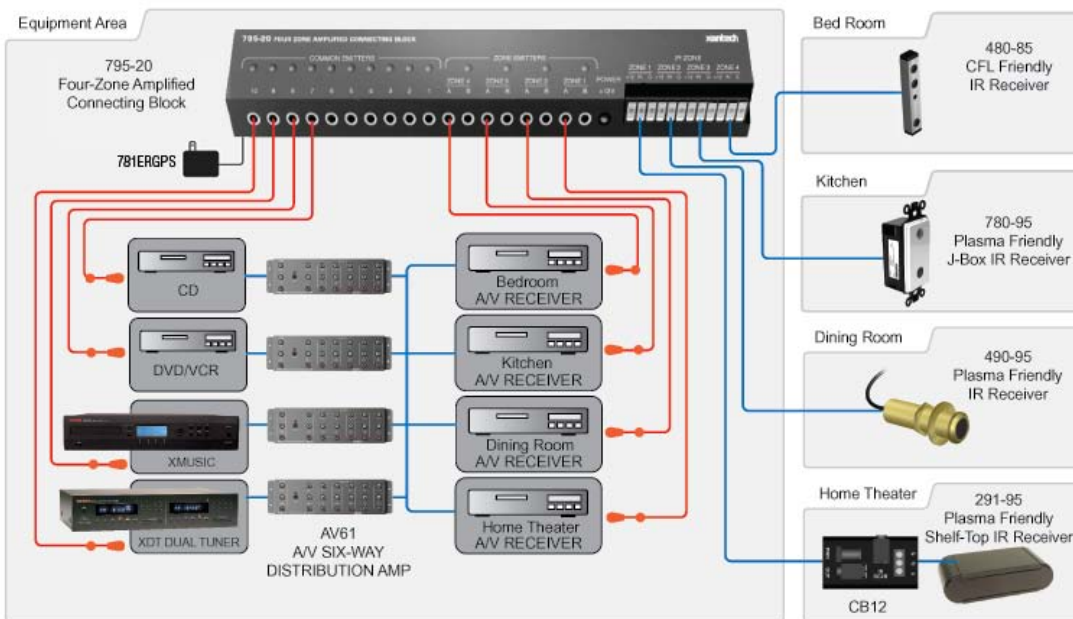 Equipment Area
795-20
Four-Zone Amplified
Connecting Block
795-20 FOUR ZONE AMPLIFIED CONNECTING BLOCK
xantech
COMMON EMITTERS
ZONE EMITTERS
IR ZONE
ZONE 4
ZONE 1
POWER
ZONE 1 ZONE 2 ZONE 3 ZONE 4
A B A B A B A B
781ERGPS
CD
DVD/VCR
XMUSIC
XDT DUAL TUNER
AV61
A/V SIX-WAY
DISTRIBUTION AMP
Bedroom
A/V RECEIVER
Kitchen
A/V RECEIVER
Dining Room
A/V RECEIVER
Home Theater
A/V RECEIVER
Bed Room
480-85
CFL Friendly
IR Receiver
Kitchen
780-95
Plasma Friendly
J-Box IR Receiver
Dining Room
490-95
Plasma Friendly
IR Receiver
Home Theater
291-95
Plasma Friendly
Shelf-Top IR Receiver
CB12